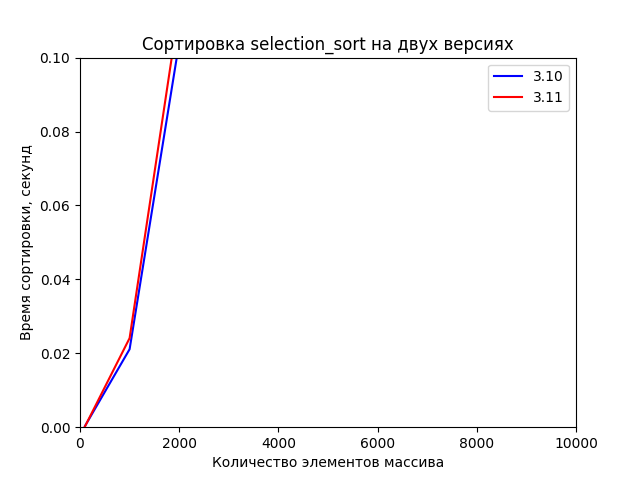 Сортировка selection_sort на двух версиях
0.10
0.08
0.06
0.04
0.02
0.00
Время сортировки, секунд
3.10
3.11
0 2000 4000 6000 8000 10000
Количество элементов массива